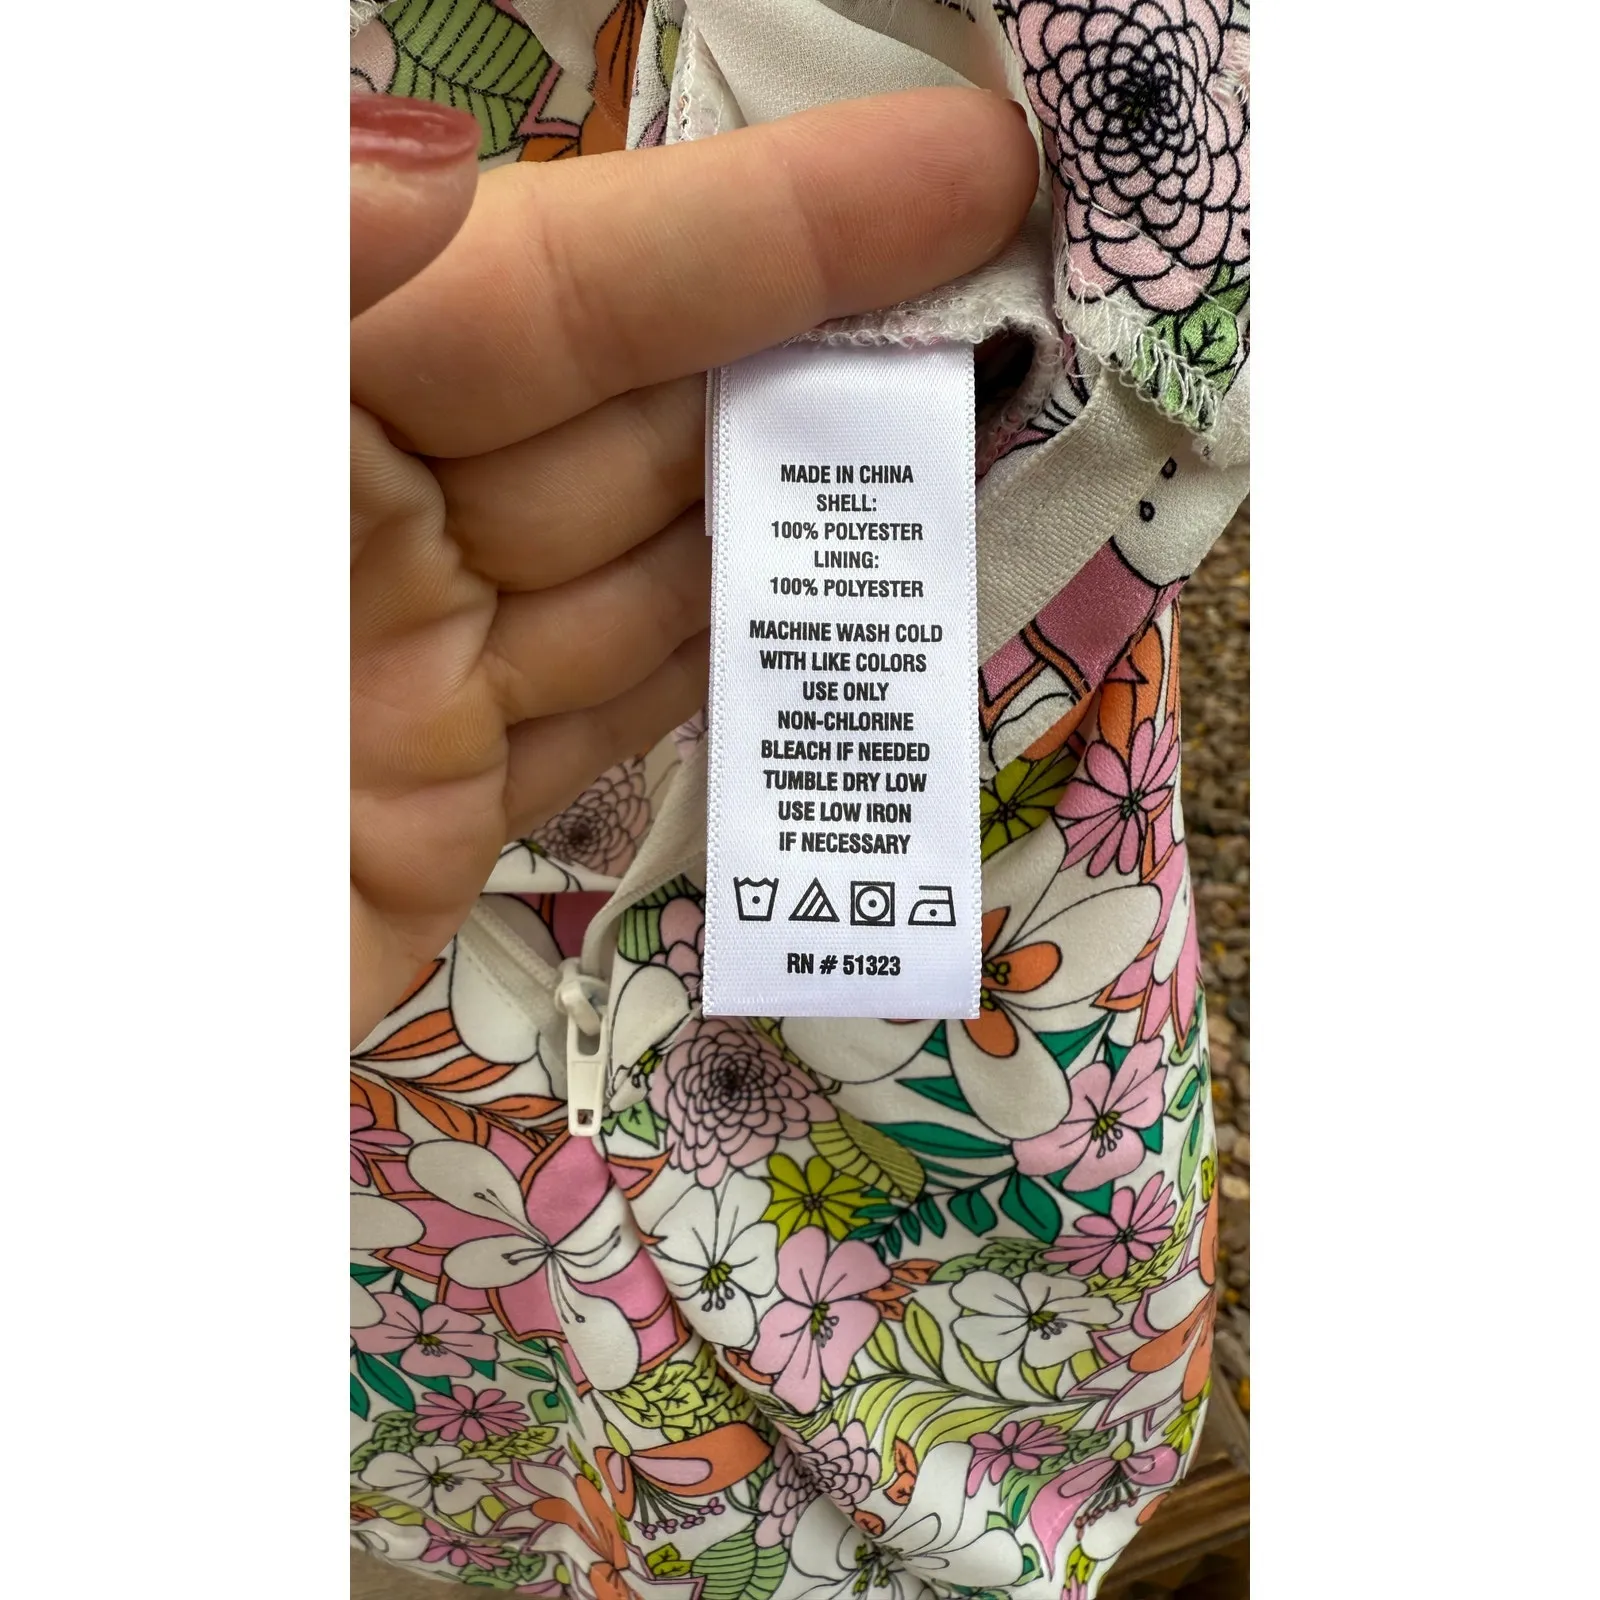 MADE IN CHINA
SHELL:
100% POLYESTER
LINING:
100% POLYESTER
MACHINE WASH COLD
WITH LIKE COLORS
USE ONLY
NON-CHLORINE
BLEACH IF NEEDED
TUMBLE DRY LOW
USE LOW IRON
IF NECESSARY
RN # 51323